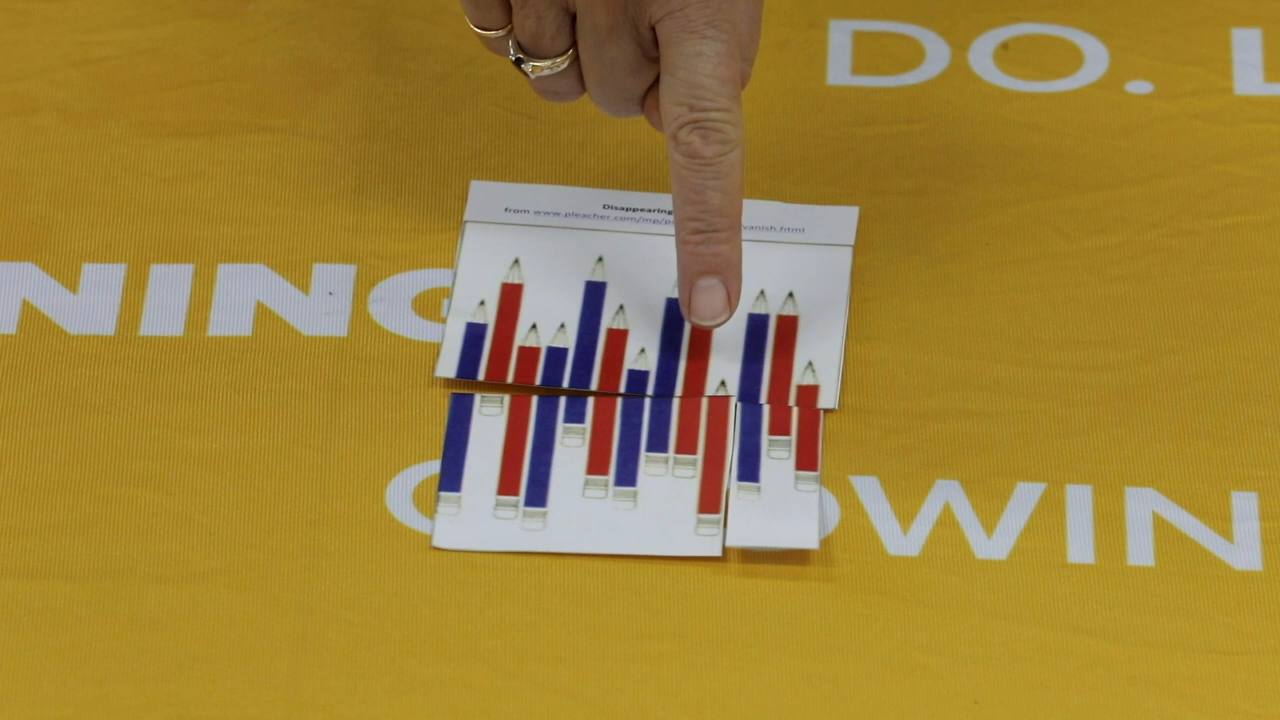 DO. L
Disappearing
from www.pleacher.com/mp/p vanish.html
NING
OWIN